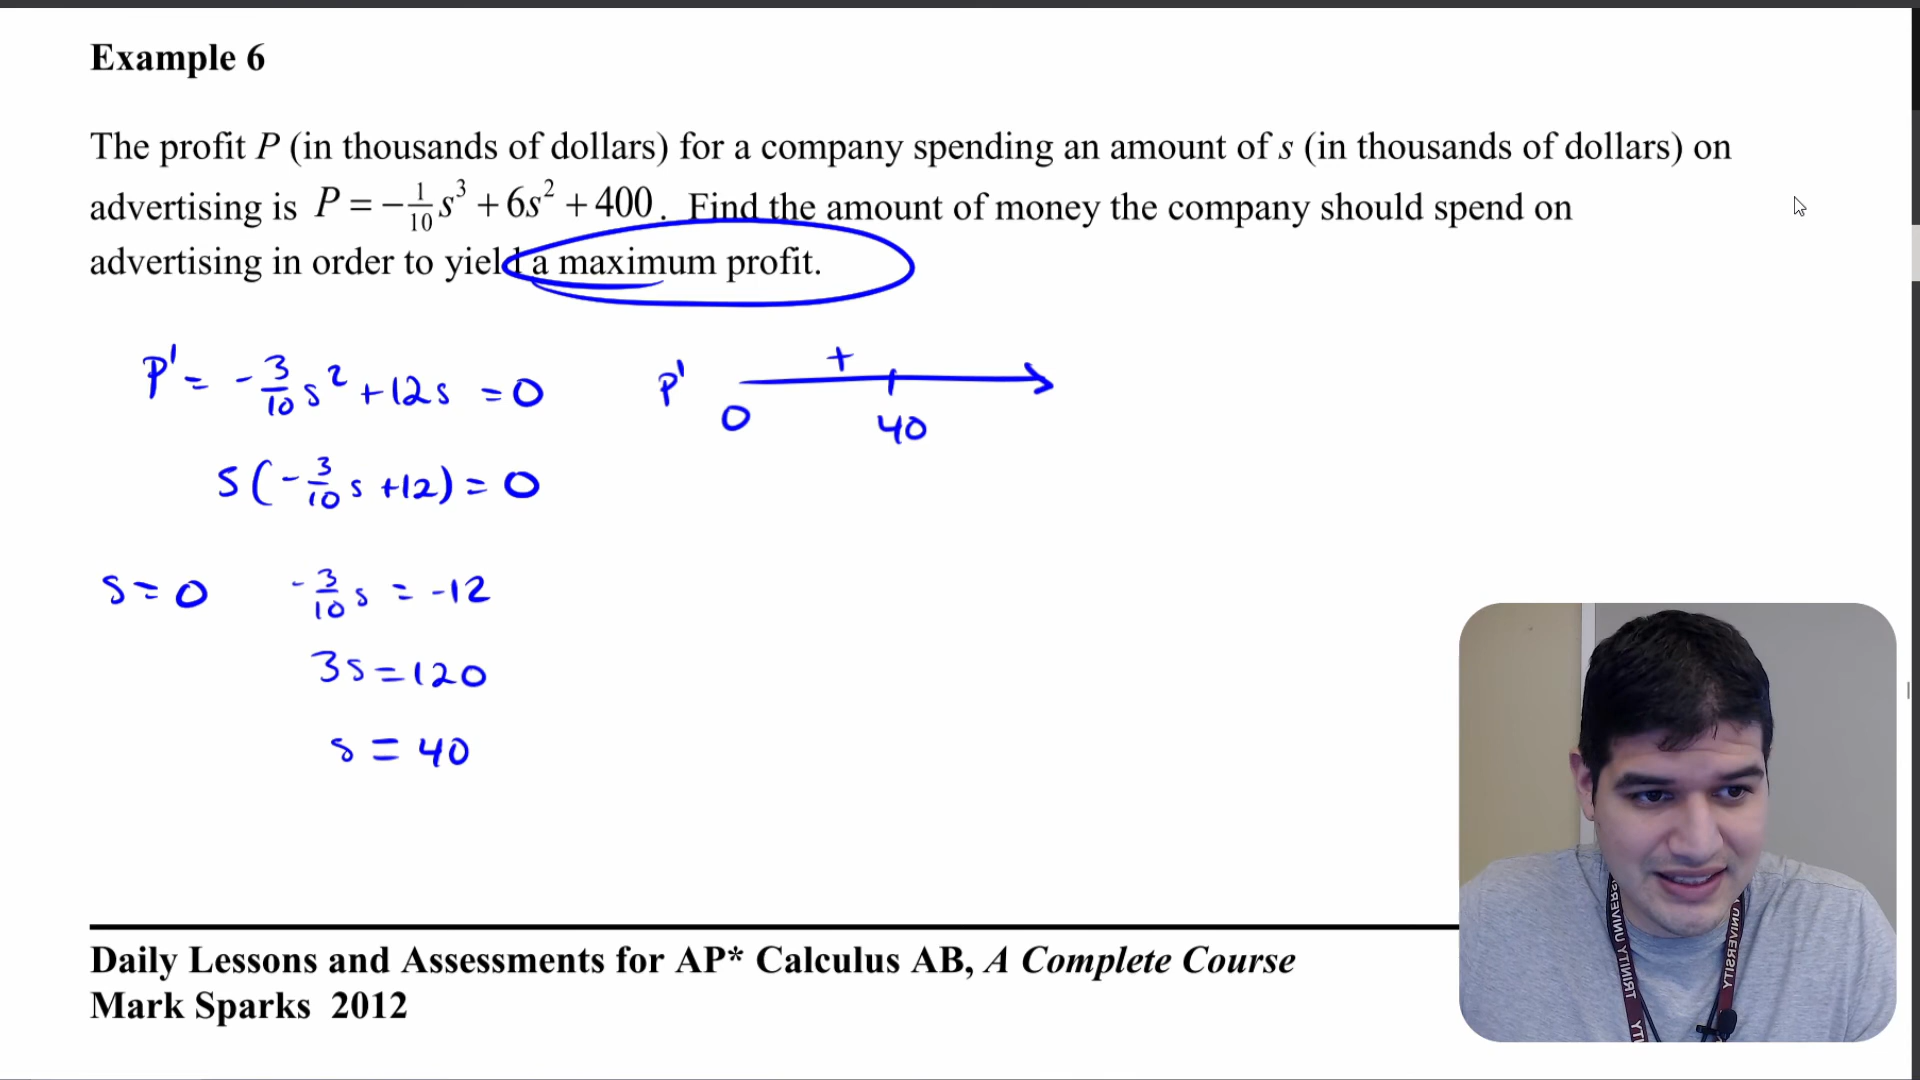 Example 6
The profit P (in thousands of dollars) for a company spending an amount of s (in thousands of dollars) on
advertising is P = -1/10 s³ + 6s² + 400. Find the amount of money the company should spend on
advertising in order to yield a maximum profit.
P' = -3/10 s² + 12s = 0
P' + 
0 40
s(-3/10 s + 12) = 0
s = 0 -3/10 s = -12
3s = 120
s = 40
Daily Lessons and Assessments for AP* Calculus AB, A Complete Course
Mark Sparks 2012
TRINITY UNIVERSITY
UNIVERSITY